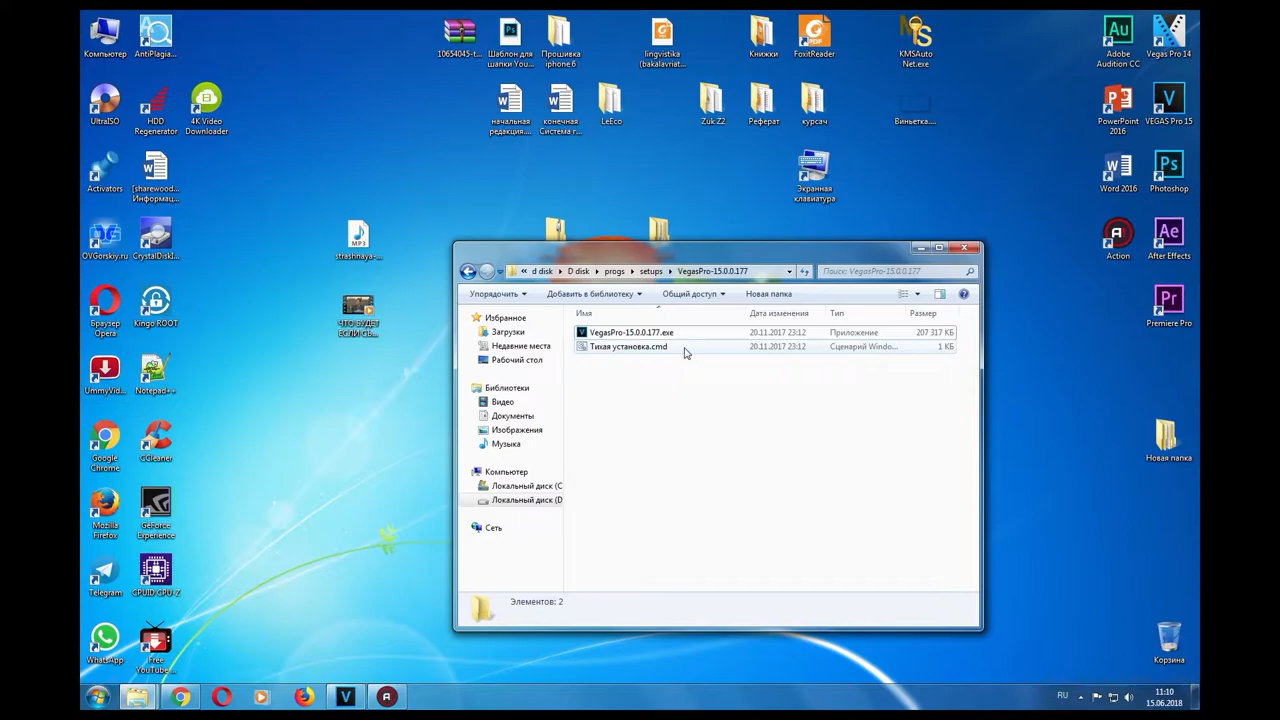 Компьютер
AntiPlagia...
10654045-t...
Шаблон для
шапки You...
Прошивка
iphone 6
lingvistika
(bakalavriat...
Книжки
FoxitReader
KMSAuto
Net.exe
Adobe
Audition CC
Vegas Pro 14
UltraISO
HDD
Regenerator
4K Video
Downloader
начальная
редакция....
конечная
Система г...
LeEco
Zuk Z2
Реферат
курсач
Виньетка....
PowerPoint
2016
VEGAS Pro 15
Activators
[sharewood...
Информац...
Экранная
клавиатура
Word 2016
Photoshop
OVGorskiy.ru
CrystalDiskI...
MP3
strashnaya-...
Action
After Effects
d disk
D disk
progs
setups
VegasPro-15.0.0.177
Поиск: VegasPro-15.0.0.177
Упорядочить
Добавить в библиотеку
Общий доступ
Новая папка
Имя
Дата изменения
Тип
Размер
Избранное
Загрузки
Недавние места
Рабочий стол
VegasPro-15.0.0.177.exe
20.11.2017 23:12
Приложение
207 317 КБ
Тихая установка.cmd
20.11.2017 23:12
Сценарий Windo...
1 КБ
Библиотеки
Видео
Документы
Изображения
Музыка
Компьютер
Локальный диск (C
Локальный диск (D
Сеть
Элементов: 2
Браузер
Opera
Kingo ROOT
ЧТО БУДЕТ
ЕСЛИ СЪ...
Premiere Pro
UmmyVid...
Notepad++
Google
Chrome
CCleaner
Новая папка
Mozilla
Firefox
GeForce
Experience
Telegram
CPUID CPU-Z
WhatsApp
Free
YouTube...
Корзина
RU
11:10
15.06.2018